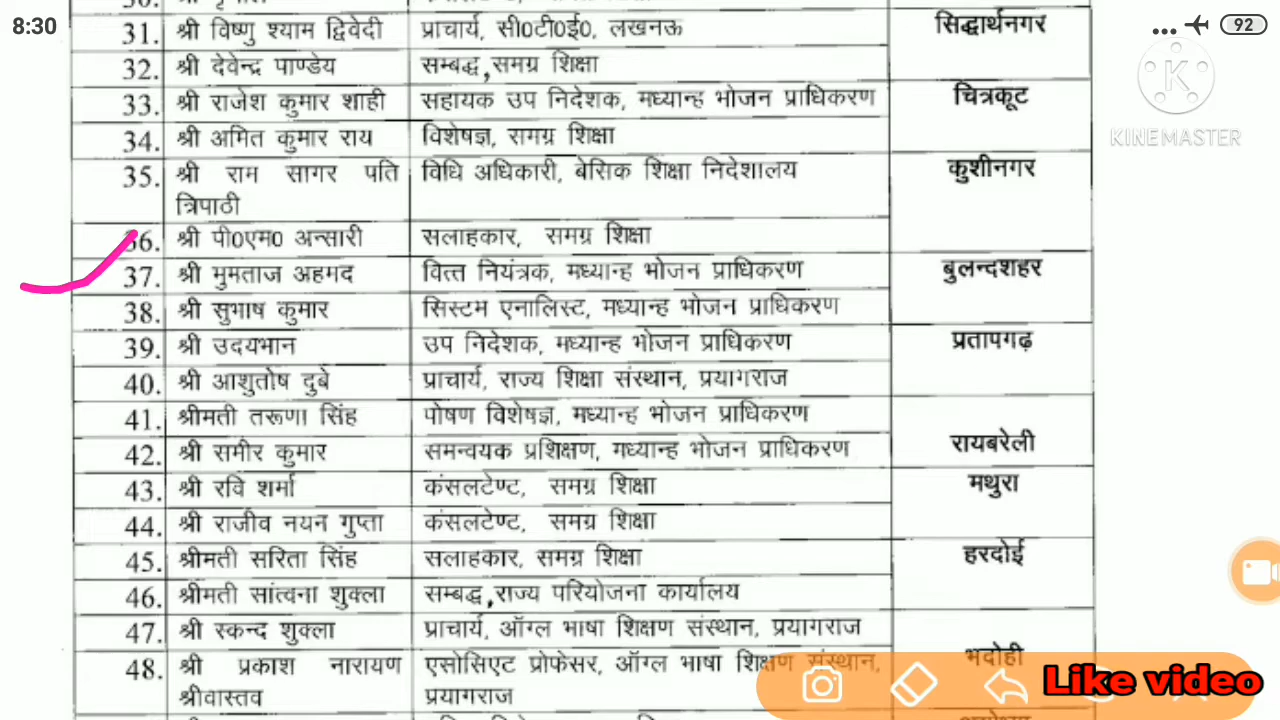 8:30
92
KINEMASTER
31. श्री विष्णु श्याम द्विवेदी प्राचार्य, सी0टी0ई0, लखनऊ सिद्धार्थनगर
32. श्री देवेन्द्र पाण्डेय सम्बद्ध,समग्र शिक्षा
33. श्री राजेश कुमार शाही सहायक उप निदेशक, मध्यान्ह भोजन प्राधिकरण चित्रकूट
34. श्री अमित कुमार राय विशेषज्ञ, समग्र शिक्षा
35. श्री राम सागर पति विधि अधिकारी, बेसिक शिक्षा निदेशालय कुशीनगर
त्रिपाठी
36. श्री पी0एम0 अन्सारी सलाहकार, समग्र शिक्षा
37. श्री मुमताज अहमद वित्त नियंत्रक, मध्यान्ह भोजन प्राधिकरण बुलन्दशहर
38. श्री सुभाष कुमार सिस्टम एनालिस्ट, मध्यान्ह भोजन प्राधिकरण
39. श्री उदयभान उप निदेशक, मध्यान्ह भोजन प्राधिकरण प्रतापगढ़
40. श्री आशुतोष दुबे प्राचार्य, राज्य शिक्षा संस्थान, प्रयागराज
41. श्रीमती तरूणा सिंह पोषण विशेषज्ञ, मध्यान्ह भोजन प्राधिकरण
42. श्री समीर कुमार समन्वयक प्रशिक्षण, मध्यान्ह भोजन प्राधिकरण रायबरेली
43. श्री रवि शर्मा कंसलटेण्ट, समग्र शिक्षा मथुरा
44. श्री राजीव नयन गुप्ता कंसलटेण्ट, समग्र शिक्षा
45. श्रीमती सरिता सिंह सलाहकार, समग्र शिक्षा हरदोई
46. श्रीमती सांत्वना शुक्ला सम्बद्ध,राज्य परियोजना कार्यालय
47. श्री स्कन्द शुक्ला प्राचार्य, ऑग्ल भाषा शिक्षण संस्थान, प्रयागराज
48. श्री प्रकाश नारायण एसोसिएट प्रोफेसर, ऑग्ल भाषा शिक्षण संस्थान, भदोही
श्रीवास्तव प्रयागराज
Like video